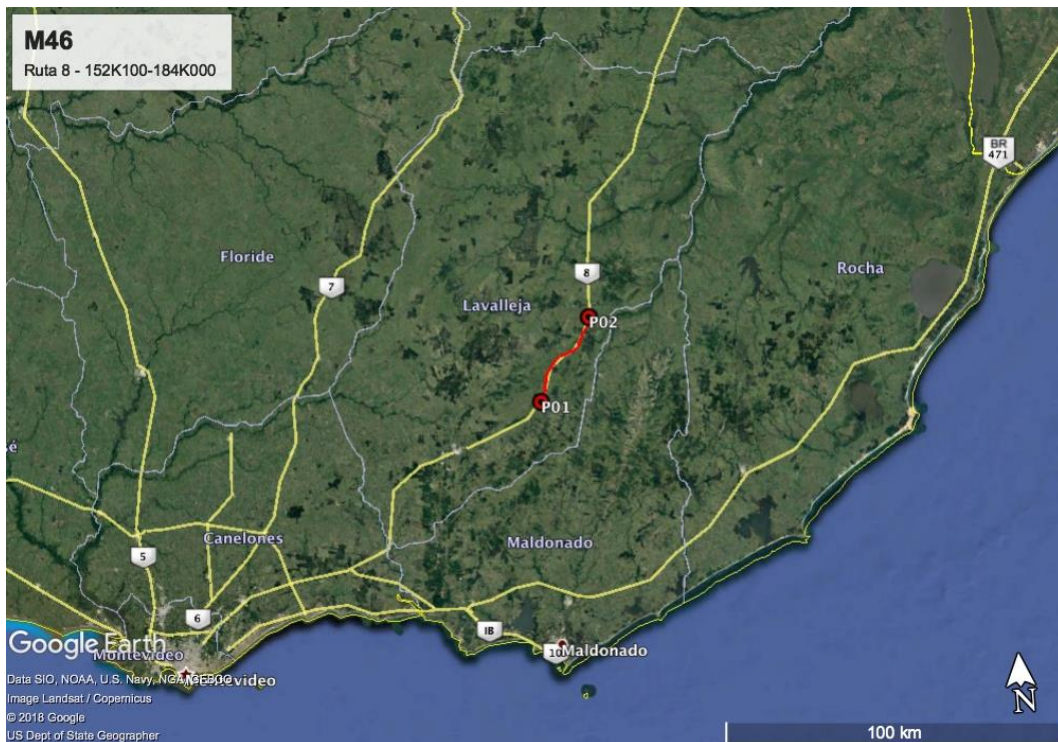 M46
Ruta 8 - 152K100-184K000
BR
471
Floride
Rocha
8
7
Lavalleja
P02
P01
é
Canelones
Maldonado
5
6
IB
10
Maldonado
Google Earth
Montevideo
Montevideo
Data SIO, NOAA, U.S. Navy, NGA, GEBCO
Image Landsat / Copernicus
© 2018 Google
US Dept of State Geographer
N
100 km